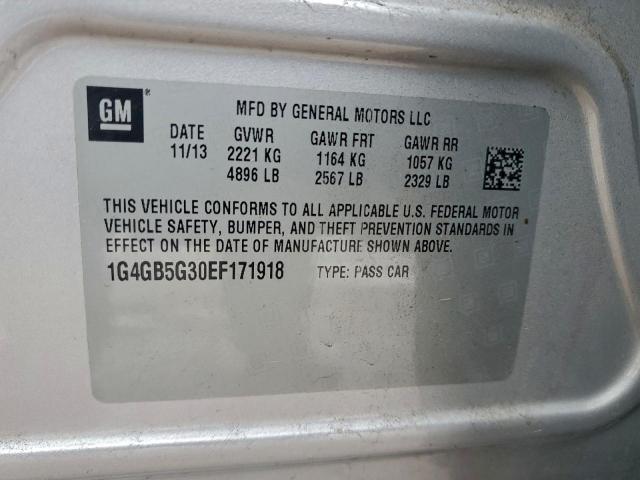 GM ®
MFD BY GENERAL MOTORS LLC
DATE GVWR GAWR FRT GAWR RR
11/13 2221 KG 1164 KG 1057 KG
4896 LB 2567 LB 2329 LB
THIS VEHICLE CONFORMS TO ALL APPLICABLE U.S. FEDERAL MOTOR
VEHICLE SAFETY, BUMPER, AND THEFT PREVENTION STANDARDS IN
EFFECT ON THE DATE OF MANUFACTURE SHOWN ABOVE.
1G4GB5G30EF171918 TYPE: PASS CAR